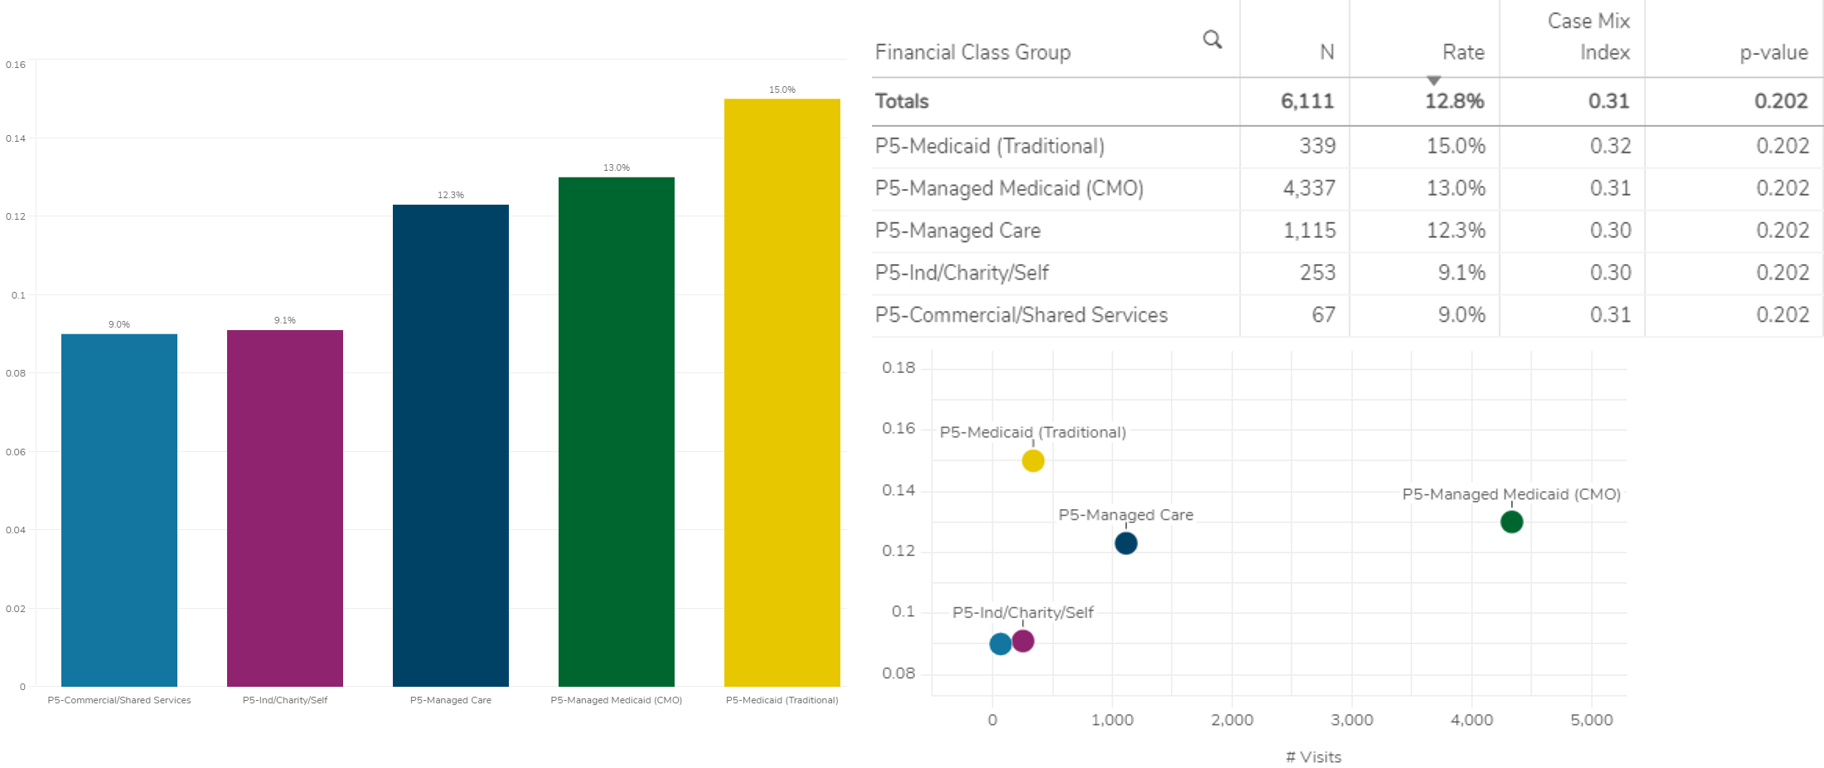 0.16
0.14
0.12
0.1
0.08
0.06
0.04
0.02
0
9.0%
9.1%
12.3%
13.0%
15.0%
P5-Commercial/Shared Services P5-Ind/Charity/Self P5-Managed Care P5-Managed Medicaid (CMO) P5-Medicaid (Traditional)
Financial Class Group N Rate Case Mix Index p-value
Totals 6,111 12.8% 0.31 0.202
P5-Medicaid (Traditional) 339 15.0% 0.32 0.202
P5-Managed Medicaid (CMO) 4,337 13.0% 0.31 0.202
P5-Managed Care 1,115 12.3% 0.30 0.202
P5-Ind/Charity/Self 253 9.1% 0.30 0.202
P5-Commercial/Shared Services 67 9.0% 0.31 0.202
0.18
0.16
0.14
0.12
0.1
0.08
P5-Medicaid (Traditional)
P5-Managed Medicaid (CMO)
P5-Managed Care
P5-Ind/Charity/Self
0 1,000 2,000 3,000 4,000 5,000
# Visits